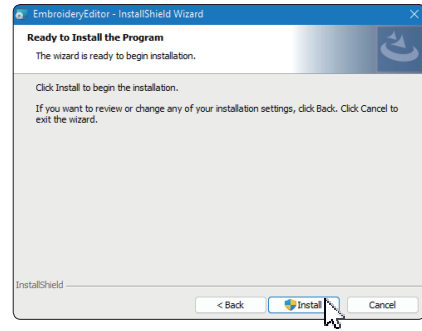 EmbroideryEditor - InstallShield Wizard
Ready to Install the Program
The wizard is ready to begin installation.
Click Install to begin the installation.
If you want to review or change any of your installation settings, click Back. Click Cancel to
exit the wizard.
InstallShield
< Back Install Cancel